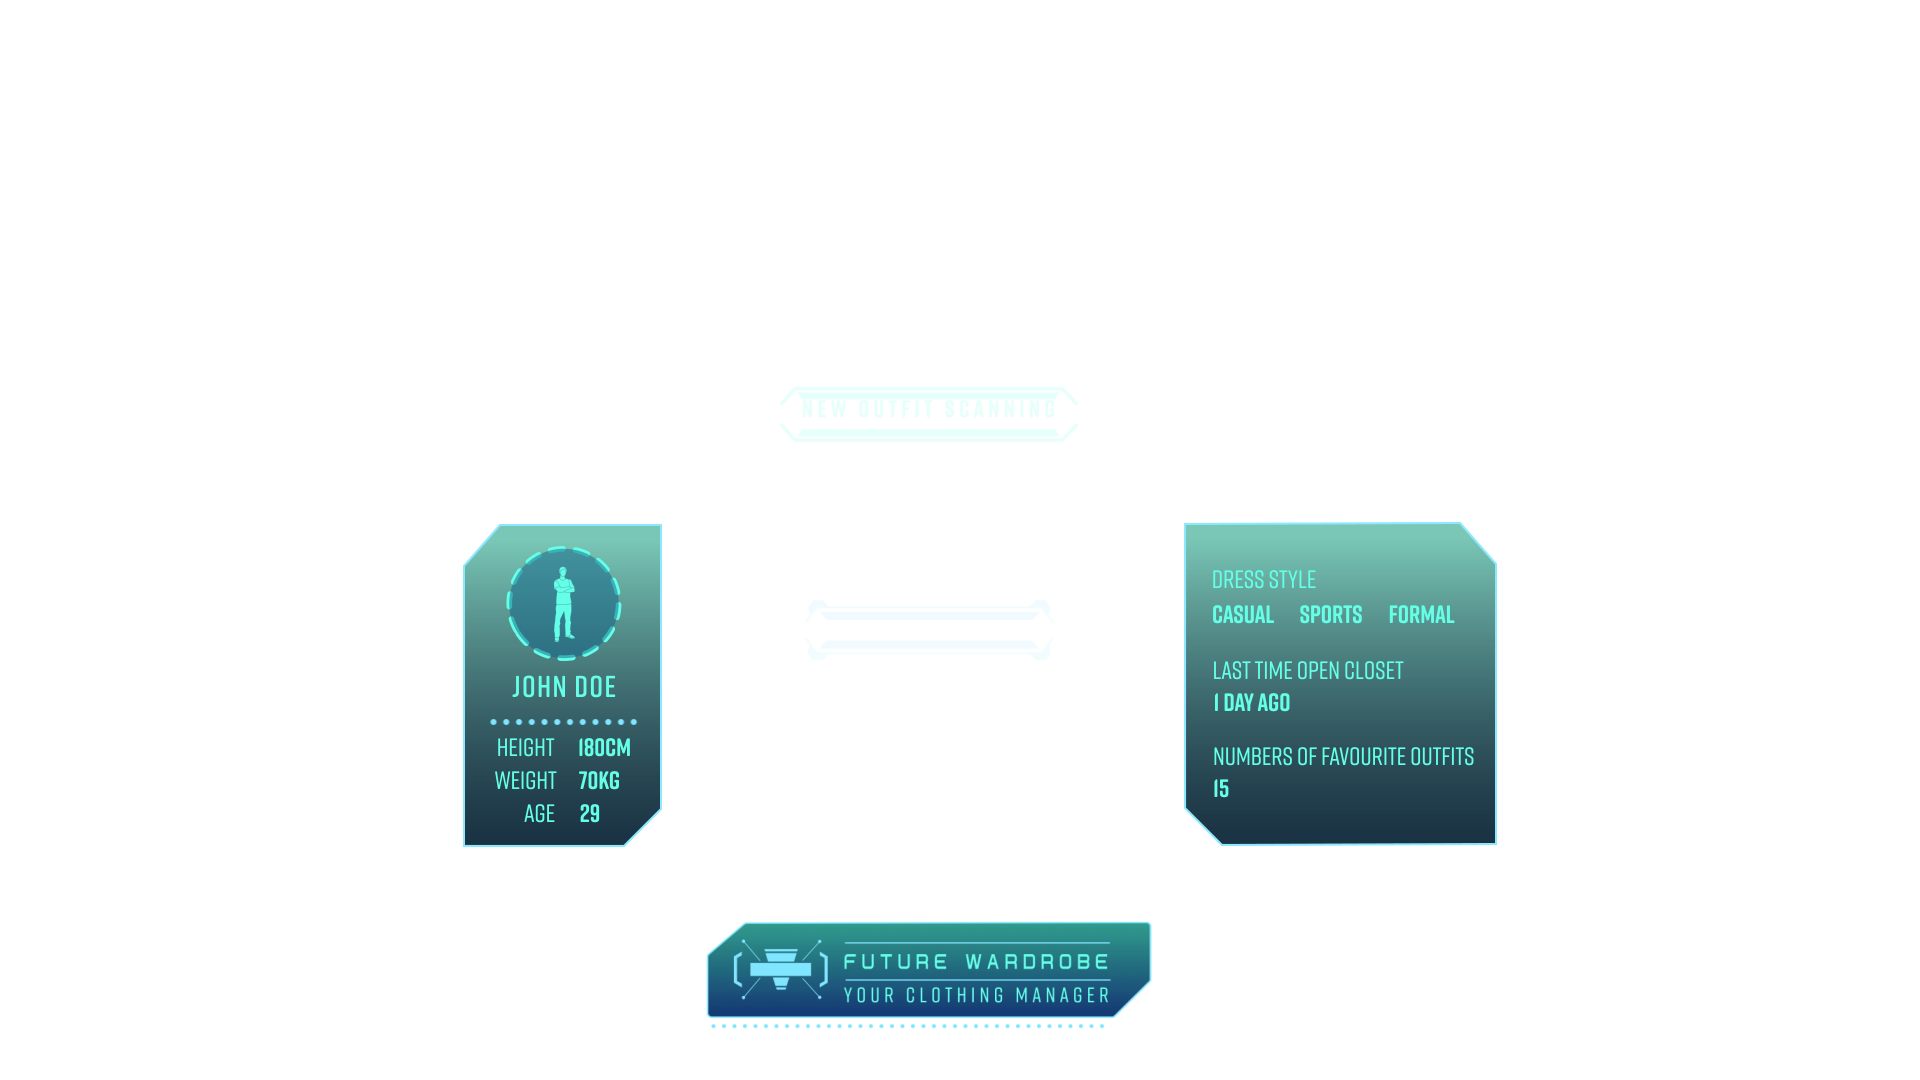 NEW OUTFIT SCANNING
JOHN DOE
HEIGHT 180CM
WEIGHT 70KG
AGE 29
DRESS STYLE
CASUAL SPORTS FORMAL
LAST TIME OPEN CLOSET
1 DAY AGO
NUMBERS OF FAVOURITE OUTFITS
15
FUTURE WARDROBE
YOUR CLOTHING MANAGER